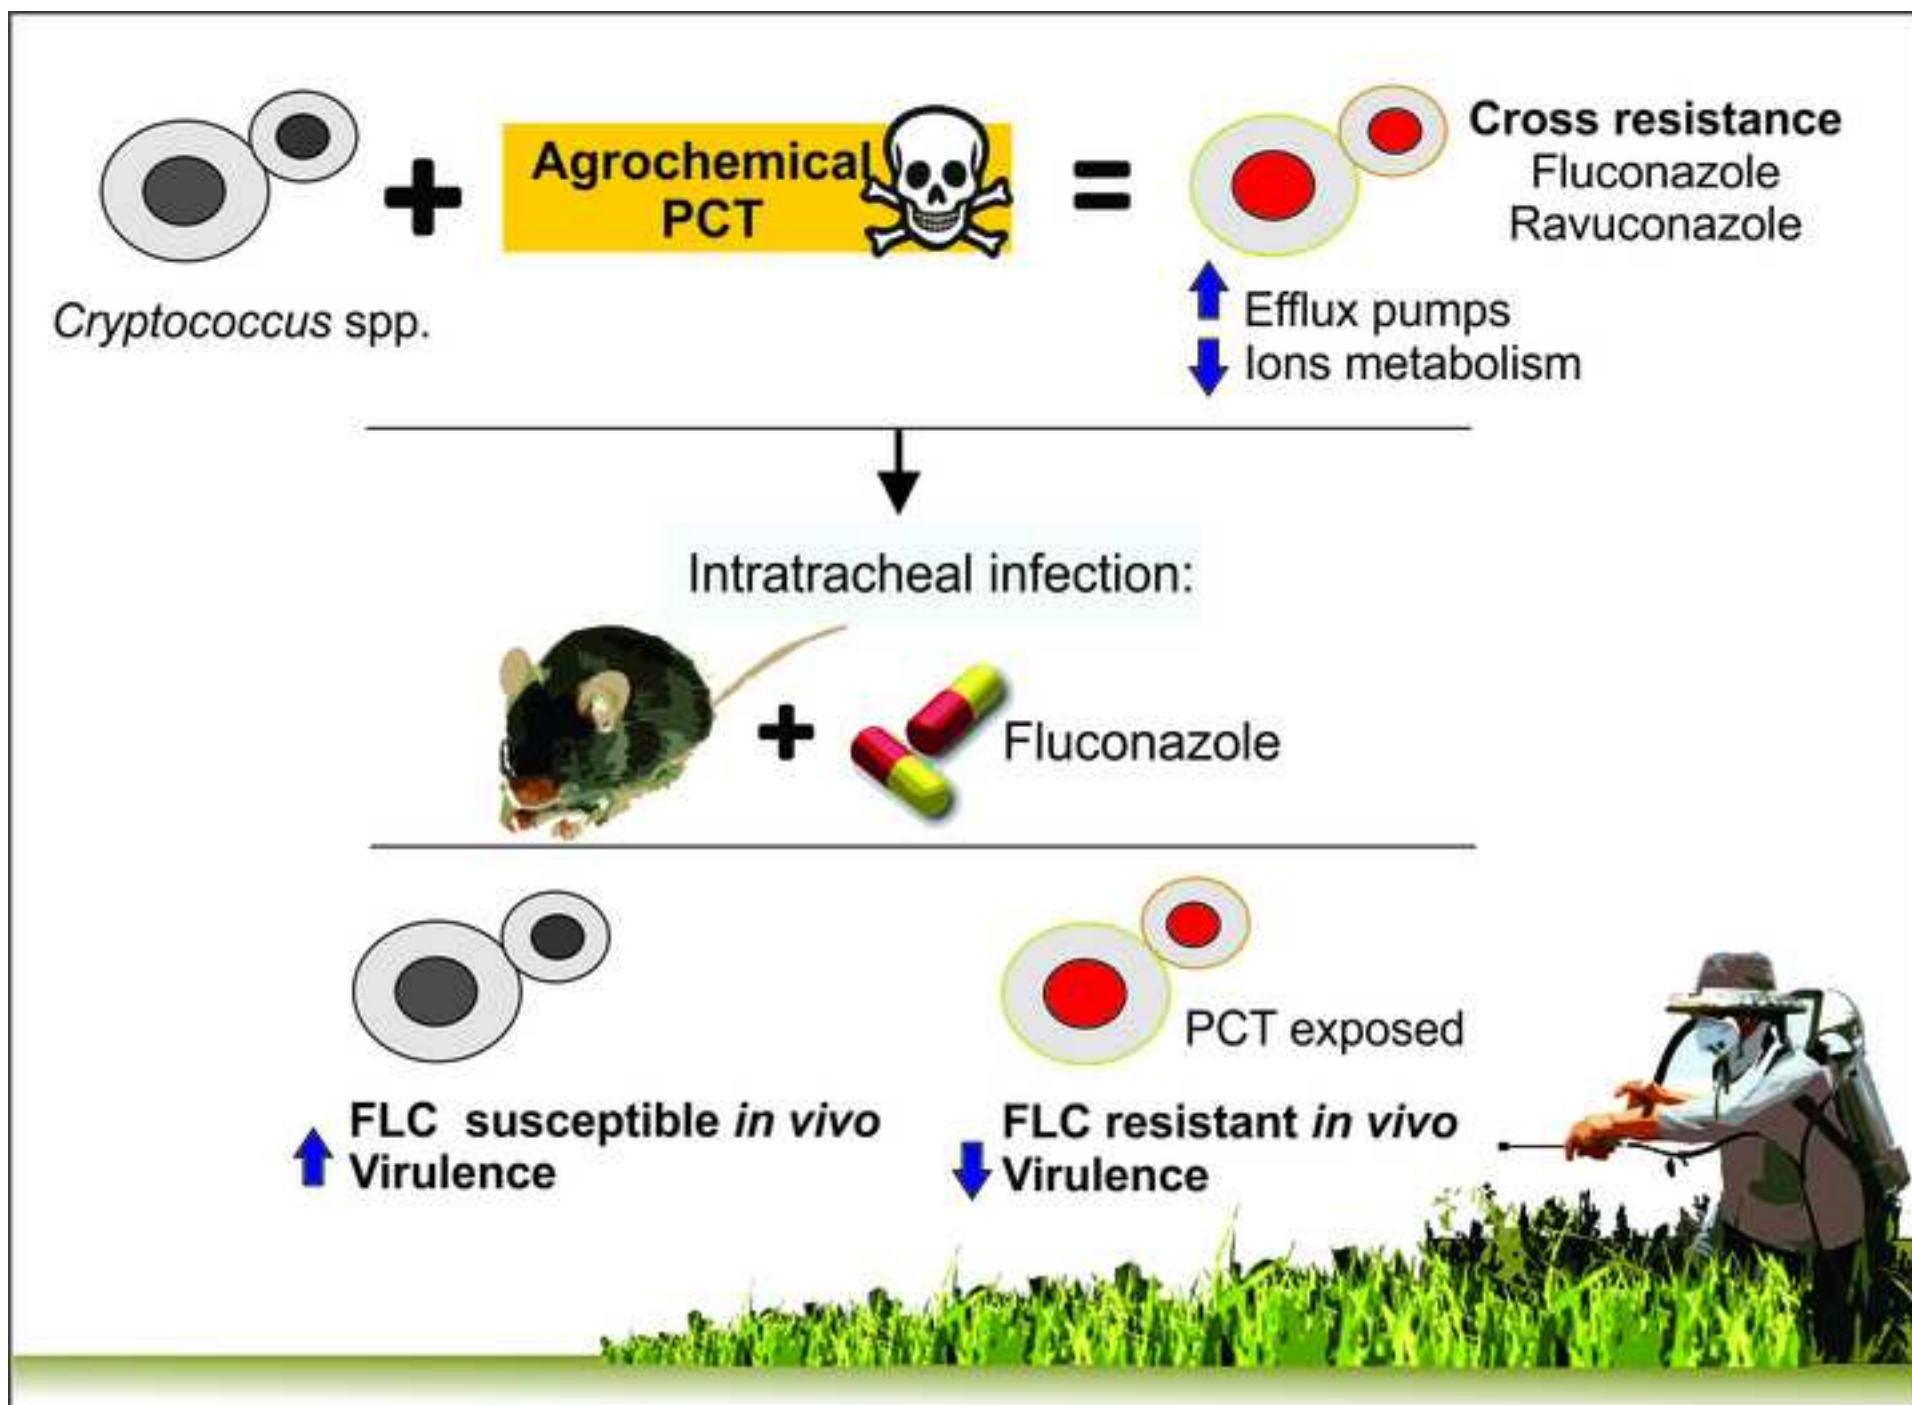 Agrochemical
PCT
Cross resistance
Fluconazole
Ravuconazole
Cryptococcus spp.
Efflux pumps
Ions metabolism
Intratracheal infection:
Fluconazole
PCT exposed
FLC susceptible in vivo
Virulence
FLC resistant in vivo
Virulence